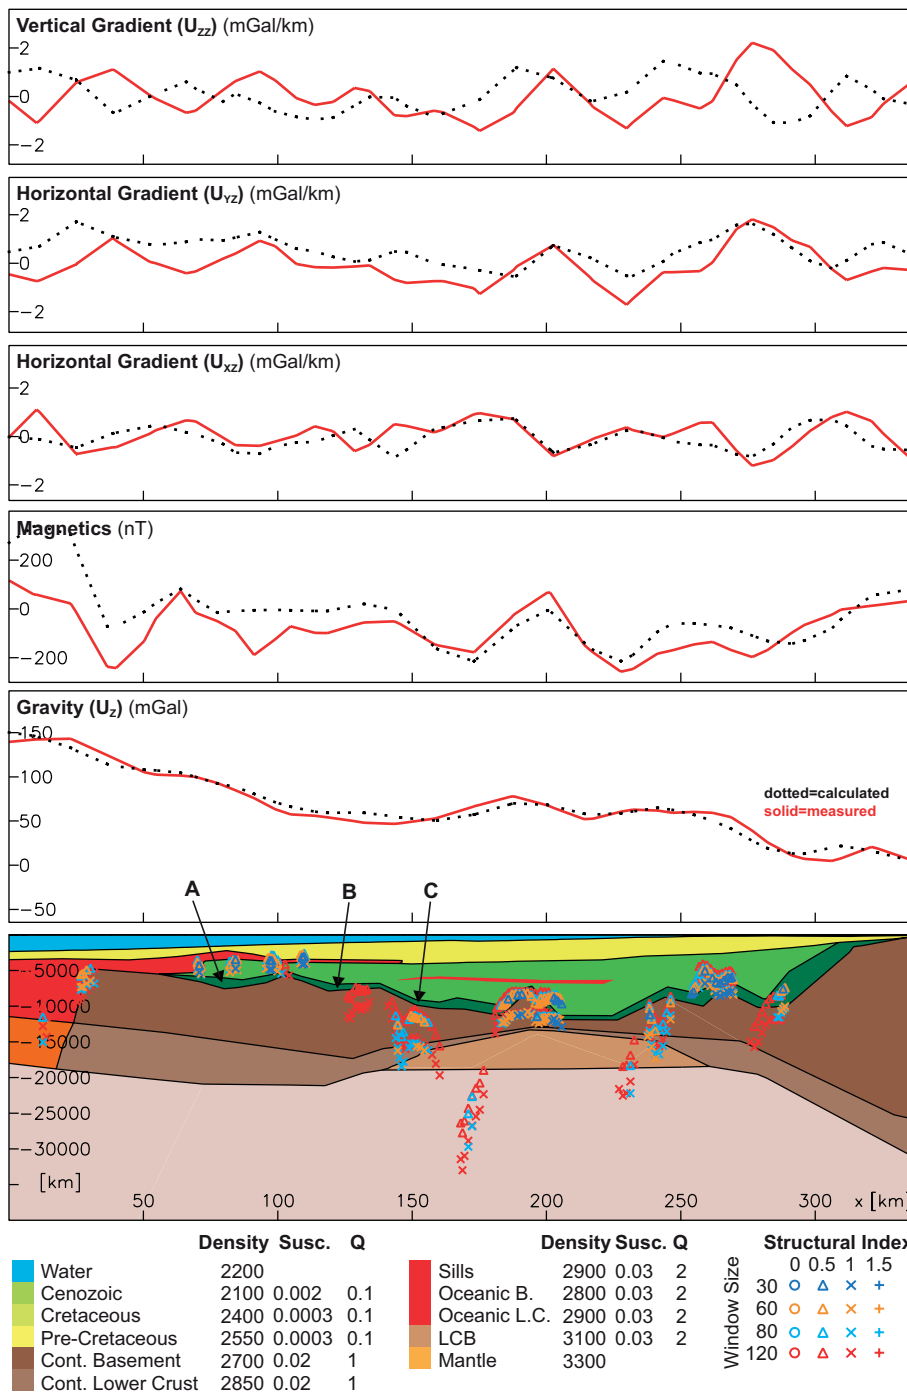 Vertical Gradient (UZZ) (mGal/km)
2
0
−2
Horizontal Gradient (UYZ) (mGal/km)
2
0
−2
Horizontal Gradient (UXZ) (mGal/km)
2
0
−2
Magnetics (nT)
200
0
−200
Gravity (UZ) (mGal)
150
100
50
0
−50
dotted=calculated
solid=measured
A B C
−5000
−10000
−15000
−20000
−25000
−30000
[km]
50 100 150 200 250 300 x [km]
Density Susc. Q
Water 2200
Cenozoic 2100 0.002 0.1
Cretaceous 2400 0.0003 0.1
Pre-Cretaceous 2550 0.0003 0.1
Cont. Basement 2700 0.02 1
Cont. Lower Crust 2850 0.02 1
Density Susc. Q
Sills 2900 0.03 2
Oceanic B. 2800 0.03 2
Oceanic L.C. 2900 0.03 2
LCB 3100 0.03 2
Mantle 3300
Structural Index
0 0.5 1 1.5
Window Size
30
60
80
120